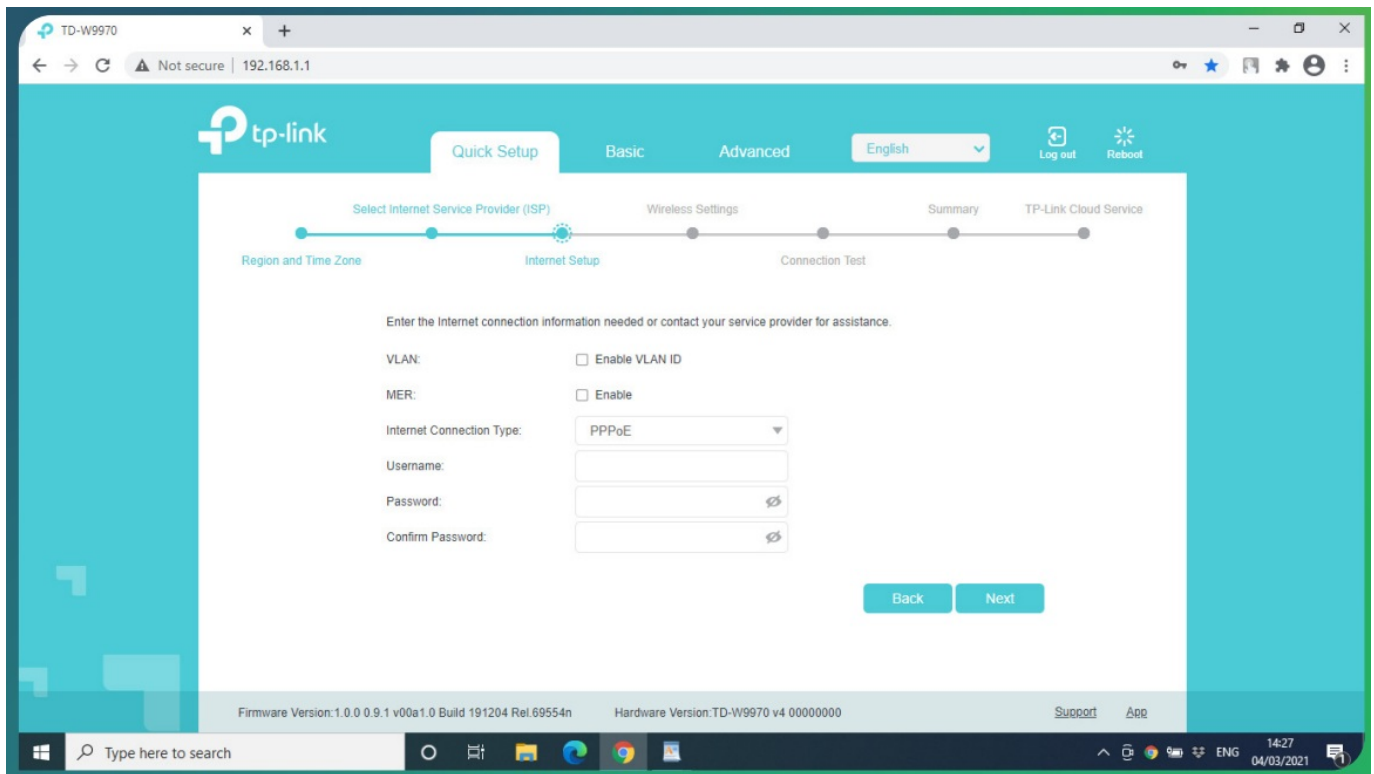 TD-W9970
Not secure | 192.168.1.1
tp-link
Quick Setup
Basic
Advanced
English
Log out
Reboot
Select Internet Service Provider (ISP)
Wireless Settings
Summary
TP-Link Cloud Service
Region and Time Zone
Internet Setup
Connection Test
Enter the Internet connection information needed or contact your service provider for assistance.
VLAN: Enable VLAN ID
MER: Enable
Internet Connection Type: PPPoE
Username:
Password:
Confirm Password:
Back
Next
Firmware Version:1.0.0 0.9.1 v00a1.0 Build 191204 Rel.69554n
Hardware Version:TD-W9970 v4 00000000
Support
App
Type here to search
ENG
14:27
04/03/2021
1